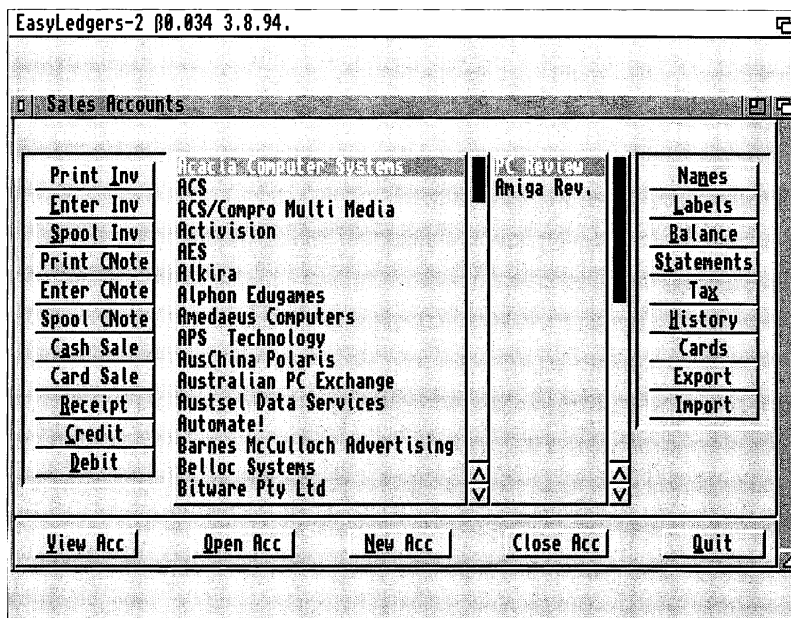 EasyLedgers-2 β0.034 3.8.94.
Sales Accounts
Print Inv
Enter Inv
Spool Inv
Print CNote
Enter CNote
Spool CNote
Cash Sale
Card Sale
Receipt
Credit
Debit
Acacia Computer Systems
ACS
ACS/Compro Multi Media
Activision
AES
Alkira
Alphon Edugames
Amedaeus Computers
APS Technology
AusChina Polaris
Australian PC Exchange
Austsel Data Services
Automate!
Barnes McCulloch Advertising
Belloc Systems
Bitware Pty Ltd
PC Review
Amiga Rev.
Names
Labels
Balance
Statements
Tax
History
Cards
Export
Import
View Acc
Open Acc
New Acc
Close Acc
Quit